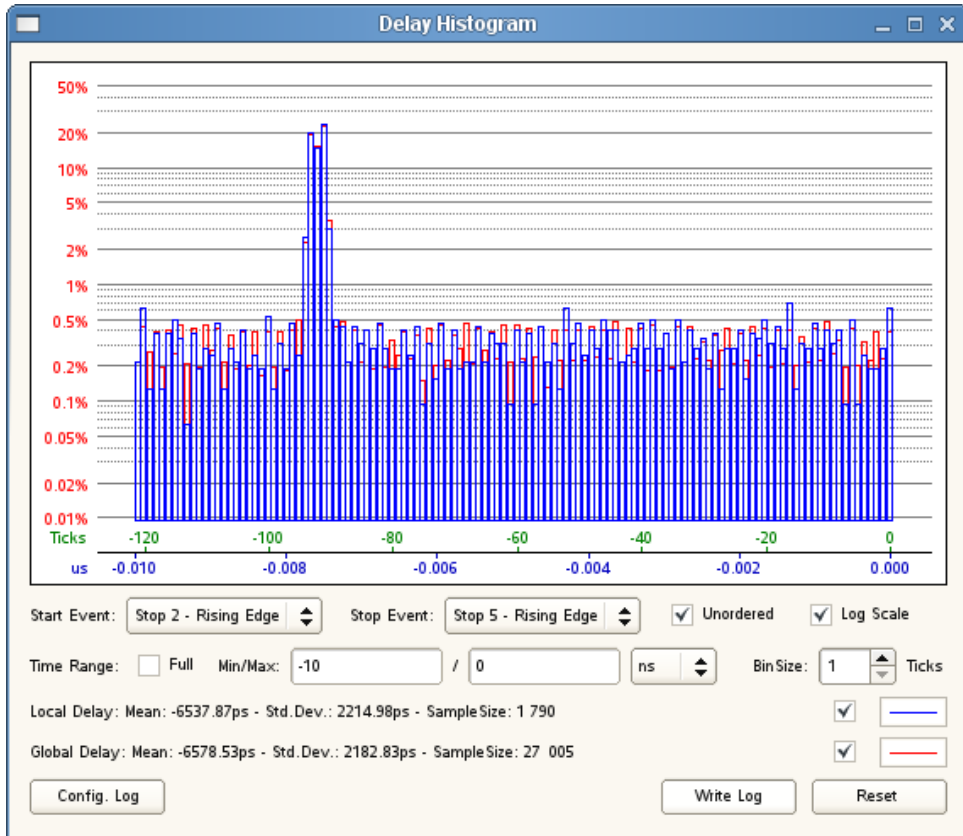 Delay Histogram
50%
20%
10%
5%
2%
1%
0.5%
0.2%
0.1%
0.05%
0.02%
0.01%
Ticks -120 -100 -80 -60 -40 -20 0
us -0.010 -0.008 -0.006 -0.004 -0.002 0.000
Start Event: Stop 2 - Rising Edge Stop Event: Stop 5 - Rising Edge Unordered Log Scale
Time Range: Full Min/Max: -10 / 0 ns Bin Size: 1 Ticks
Local Delay: Mean: -6537.87ps - Std.Dev.: 2214.98ps - SampleSize: 1 790
Global Delay: Mean: -6578.53ps - Std.Dev.: 2182.83ps - SampleSize: 27 005
Config. Log Write Log Reset